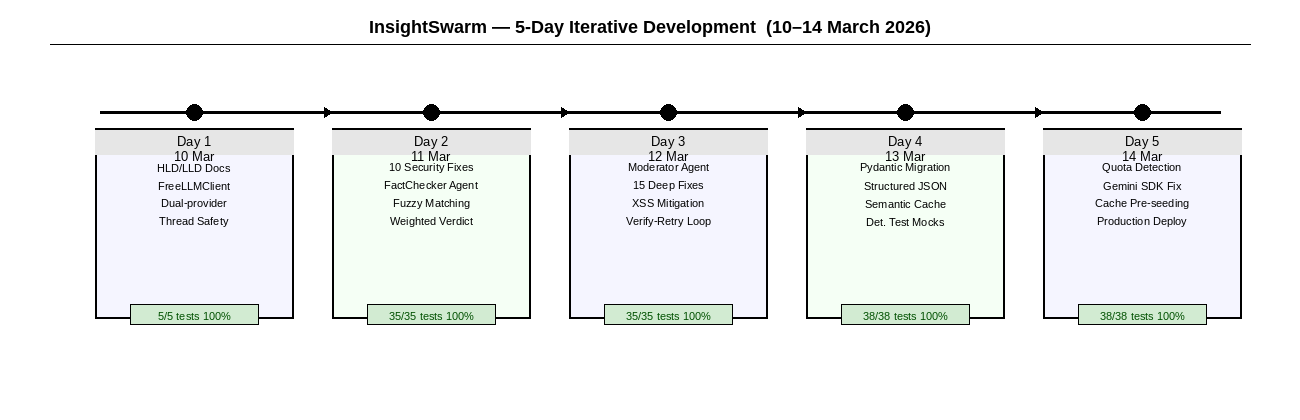 InsightSwarm — 5-Day Iterative Development (10–14 March 2026)
Day 1
10 Mar
HLD/LLD Docs
FreeLLMClient
Dual-provider
Thread Safety
5/5 tests 100%
Day 2
11 Mar
10 Security Fixes
FactChecker Agent
Fuzzy Matching
Weighted Verdict
35/35 tests 100%
Day 3
12 Mar
Moderator Agent
15 Deep Fixes
XSS Mitigation
Verify-Retry Loop
35/35 tests 100%
Day 4
13 Mar
Pydantic Migration
Structured JSON
Semantic Cache
Det. Test Mocks
38/38 tests 100%
Day 5
14 Mar
Quota Detection
Gemini SDK Fix
Cache Pre-seeding
Production Deploy
38/38 tests 100%